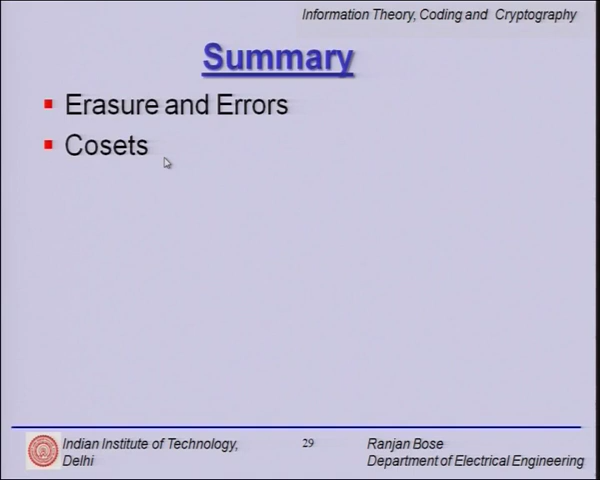 Information Theory, Coding and Cryptography
Summary
Erasure and Errors
Cosets
Indian Institute of Technology,
Delhi
29
Ranjan Bose
Department of Electrical Engineering